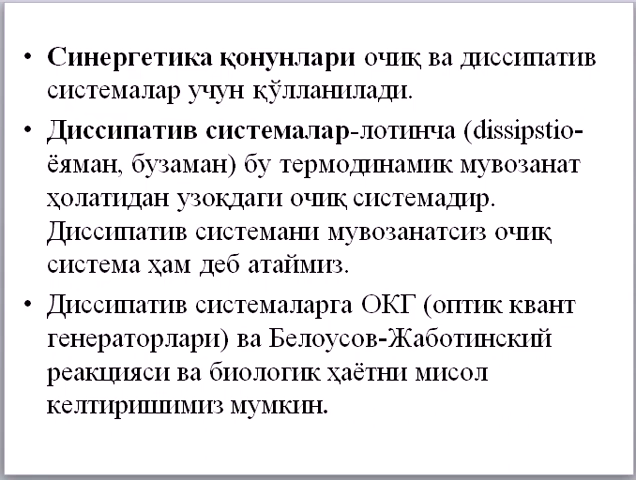 • Синергетика қонунлари очиқ ва диссипатив
системалар учун қўлланилади.
• Диссипатив системалар-лотинча (dissipstio-
ёяман, бузаман) бу термодинамик мувозанат
ҳолатидан узоқдаги очиқ системадир.
Диссипатив системани мувозанатсиз очиқ
система ҳам деб атаймиз.
• Диссипатив системаларга ОКГ (оптик квант
генераторлари) ва Белоусов-Жаботинский
реакцияси ва биологик ҳаётни мисол
келтиришимиз мумкин.